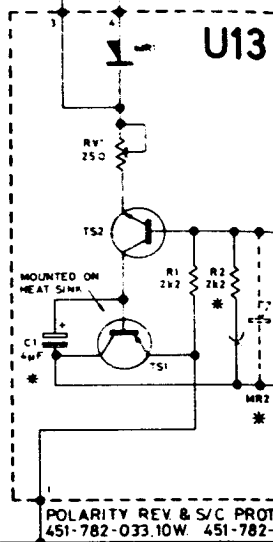 3 4
U13
MR1
RV1
25Ω
TS2
R1
2k2
R2
2k2
*
MOUNTED ON
HEAT SINK
+
C1
4µF
*
TS1
MR2
*
1
POLARITY REV. & S/C PROT
451-782-033,10W. 451-782-